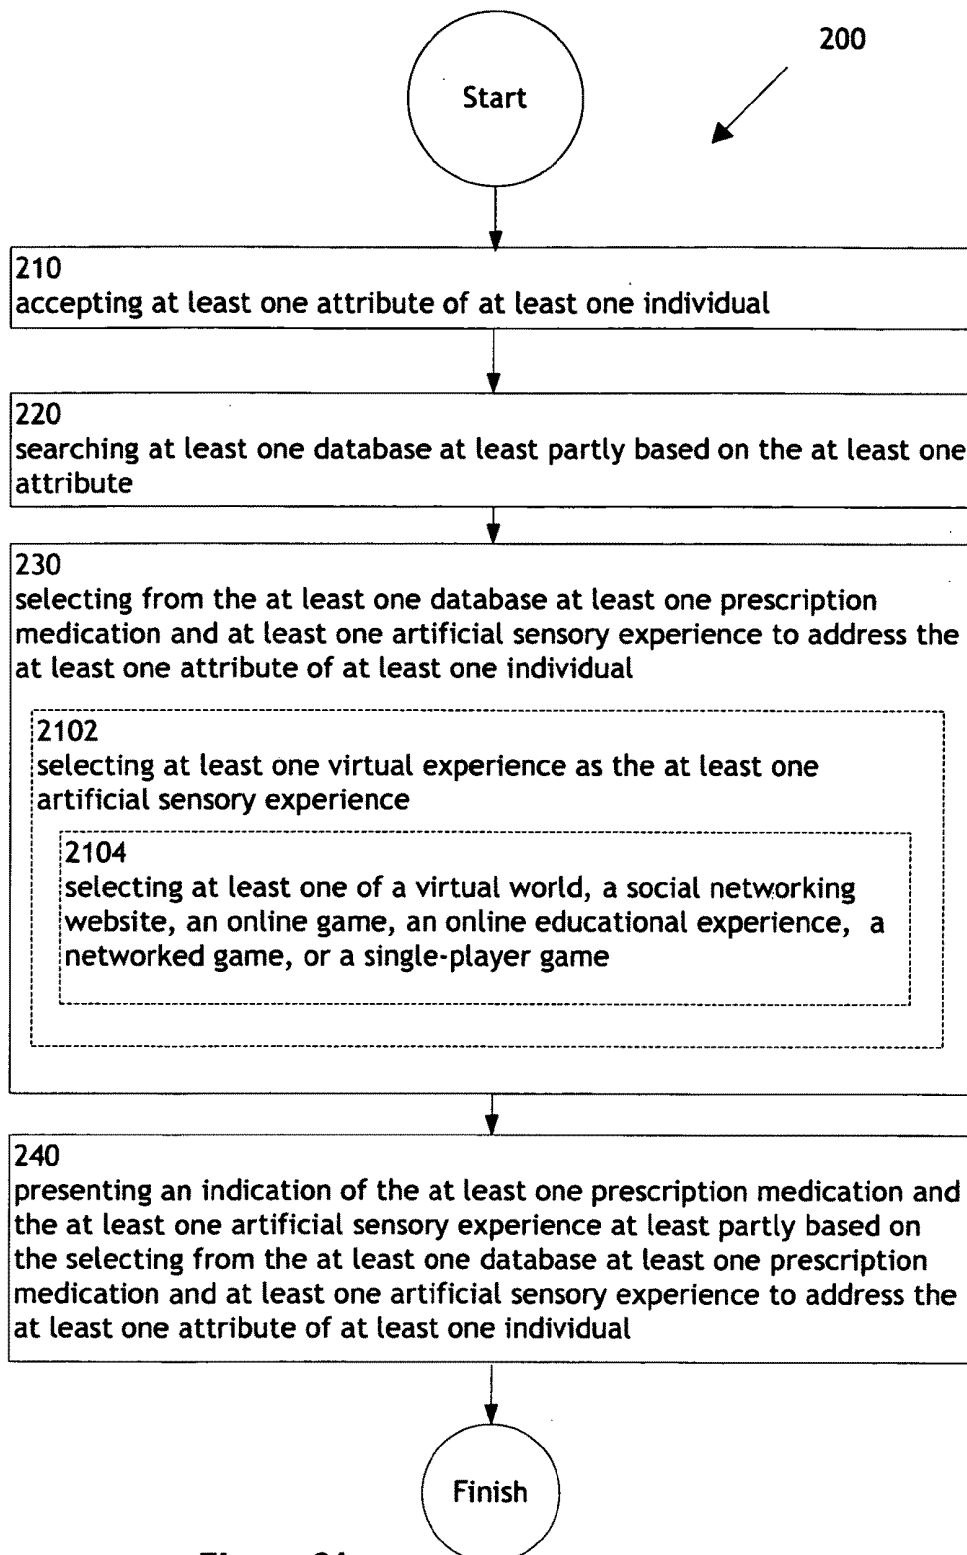 200
Start
210
accepting at least one attribute of at least one individual
220
searching at least one database at least partly based on the at least one
attribute
230
selecting from the at least one database at least one prescription
medication and at least one artificial sensory experience to address the
at least one attribute of at least one individual
2102
selecting at least one virtual experience as the at least one
artificial sensory experience
2104
selecting at least one of a virtual world, a social networking
website, an online game, an online educational experience, a
networked game, or a single-player game
240
presenting an indication of the at least one prescription medication and
the at least one artificial sensory experience at least partly based on
the selecting from the at least one database at least one prescription
medication and at least one artificial sensory experience to address the
at least one attribute of at least one individual
Finish